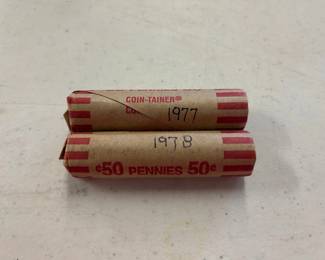 COIN-TAINER®
1977
1978
¢50 PENNIES 50¢